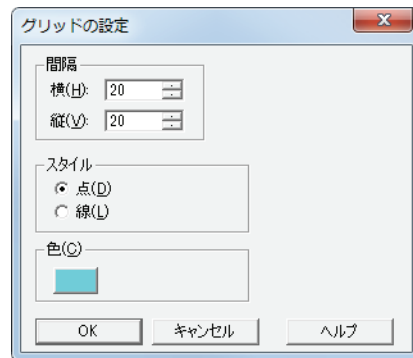 グリッドの設定
間隔
横(H): 20
縦(V): 20
スタイル
点(D)
線(L)
色(C)
OK キャンセル ヘルプ